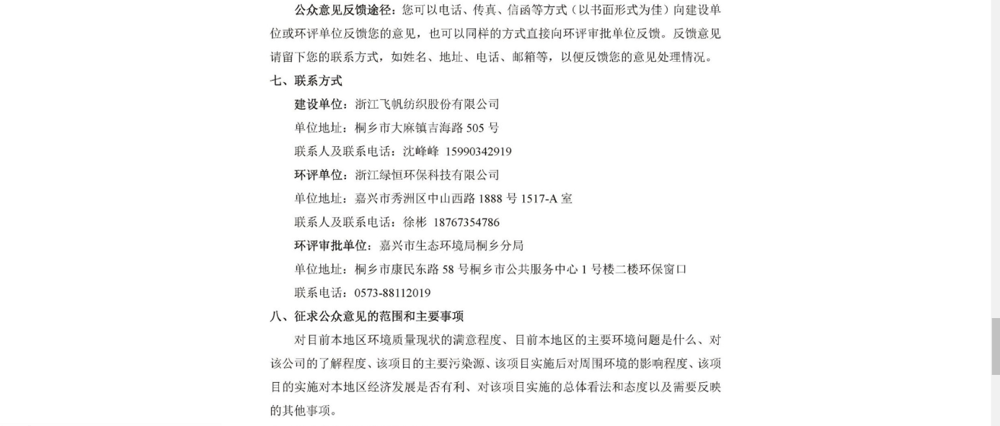 公众意见反馈途径：您可以电话、传真、信函等方式（以书面形式为佳）向建设单
位或环评单位反馈您的意见，也可以同样的方式直接向环评审批单位反馈。反馈意见
请留下您的联系方式，如姓名、地址、电话、邮箱等，以便反馈您的意见处理情况。
七、联系方式
建设单位：浙江飞帆纺织股份有限公司
单位地址：桐乡市大麻镇吉海路 505 号
联系人及联系电话：沈峰峰 15990342919
环评单位：浙江绿恒环保科技有限公司
单位地址：嘉兴市秀洲区中山西路 1888 号 1517-A 室
联系人及联系电话：徐彬 18767354786
环评审批单位：嘉兴市生态环境局桐乡分局
单位地址：桐乡市康民东路 58 号桐乡市公共服务中心 1 号楼二楼环保窗口
联系电话：0573-88112019
八、征求公众意见的范围和主要事项
对目前本地区环境质量现状的满意程度、目前本地区的主要环境问题是什么、对
该公司的了解程度、该项目的主要污染源、该项目实施后对周围环境的影响程度、该项
目的实施对本地区经济发展是否有利、对该项目实施的总体看法和态度以及需要反映
的其他事项。